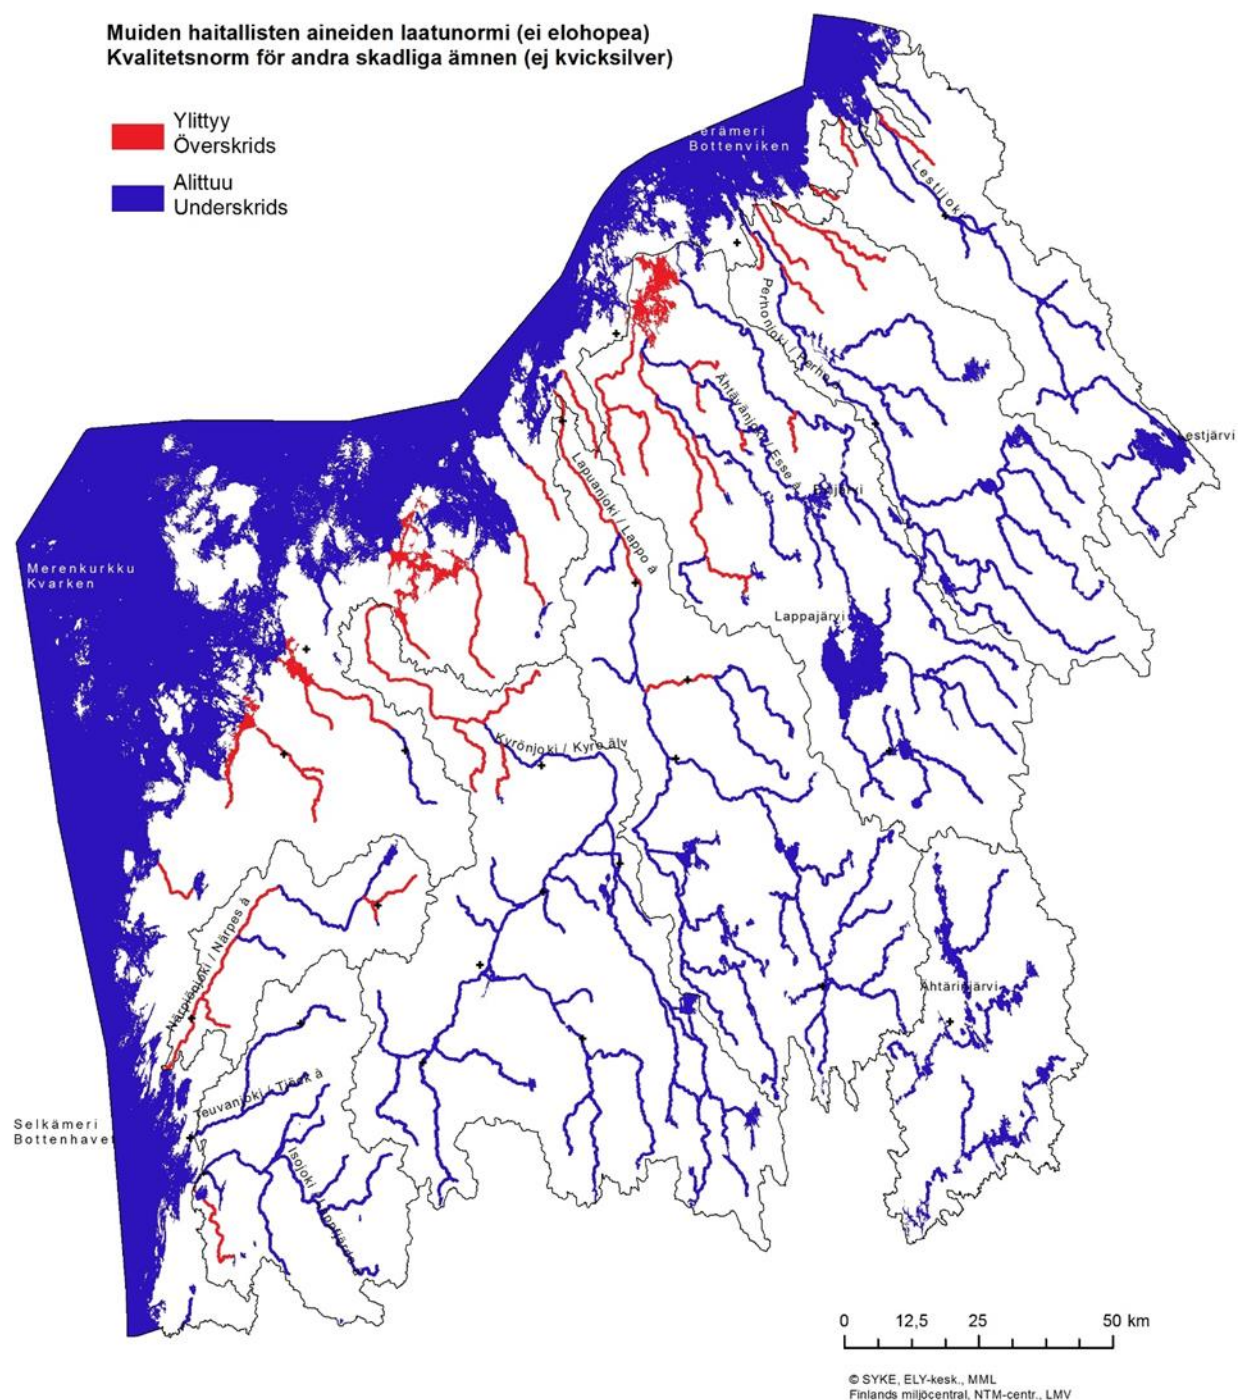 Muiden haitallisten aineiden laatunormi (ei elohopea)
Kvalitetsnorm för andra skadliga ämnen (ej kvicksilver)
Ylittyy
Överskrids
Alittuu
Underskrids
Bottenviken
Lestijoki
Perhonjoki / Perho
Ähtävänjoki / Esse å
Lestjärvi
Lapuanjoki / Lappo å
Merenkurkku
Kvarken
Lappajärvi
Kyrönjoki / Kyro älv
Närpiönjoki / Närpes å
Ähtärinjärvi
Teuvanjoki / Tjöck å
Selkämeri
Bottenhavet
Isojoki
0 12,5 25 50 km
© SYKE, ELY-kesk., MML
Finlands miljöcentral, NTM-centr., LMV